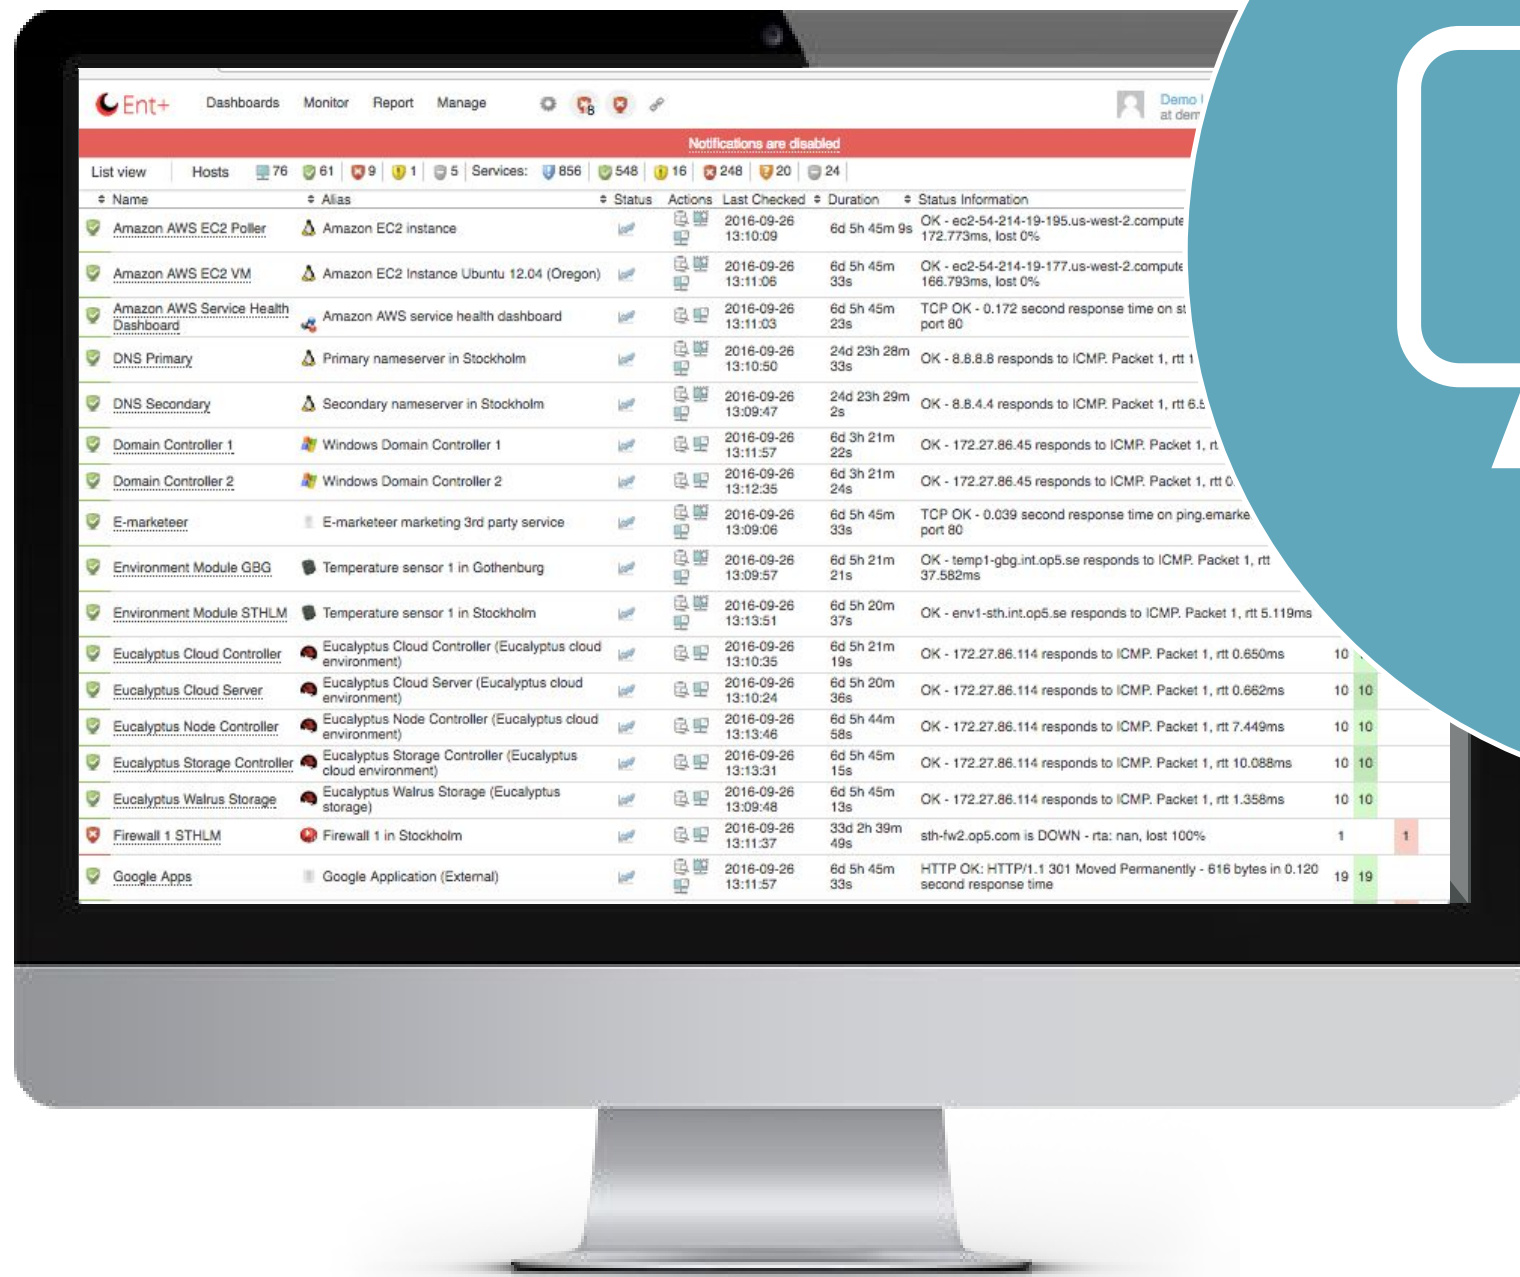 Ent+ Dashboards Monitor Report Manage 8 Demo
at dem
Notifications are disabled
List view Hosts 76 61 9 1 5 Services: 856 548 16 248 20 24
Name Alias Status Actions Last Checked Duration Status Information
Amazon AWS EC2 Poller Amazon EC2 instance 2016-09-26 13:10:09 6d 5h 45m 9s OK - ec2-54-214-19-195.us-west-2.compute
172.773ms, lost 0%
Amazon AWS EC2 VM Amazon EC2 Instance Ubuntu 12.04 (Oregon) 2016-09-26 13:11:06 6d 5h 45m 33s OK - ec2-54-214-19-177.us-west-2.compute
166.793ms, lost 0%
Amazon AWS Service Health Dashboard Amazon AWS service health dashboard 2016-09-26 13:11:03 6d 5h 45m 23s TCP OK - 0.172 second response time on st
port 80
DNS Primary Primary nameserver in Stockholm 2016-09-26 13:10:50 24d 23h 28m 33s OK - 8.8.8.8 responds to ICMP. Packet 1, rtt 1
DNS Secondary Secondary nameserver in Stockholm 2016-09-26 13:09:47 24d 23h 29m 2s OK - 8.8.4.4 responds to ICMP. Packet 1, rtt 6.5
Domain Controller 1 Windows Domain Controller 1 2016-09-26 13:11:57 6d 3h 21m 22s OK - 172.27.86.45 responds to ICMP. Packet 1, rt
Domain Controller 2 Windows Domain Controller 2 2016-09-26 13:12:35 6d 3h 21m 24s OK - 172.27.86.45 responds to ICMP. Packet 1, rtt 0.
E-marketeer E-marketeer marketing 3rd party service 2016-09-26 13:09:06 6d 5h 45m 33s TCP OK - 0.039 second response time on ping.emarke
port 80
Environment Module GBG Temperature sensor 1 in Gothenburg 2016-09-26 13:09:57 6d 5h 21m 21s OK - temp1-gbg.int.op5.se responds to ICMP. Packet 1, rtt
37.582ms
Environment Module STHLM Temperature sensor 1 in Stockholm 2016-09-26 13:13:51 6d 5h 20m 37s OK - env1-sth.int.op5.se responds to ICMP. Packet 1, rtt 5.119ms
Eucalyptus Cloud Controller Eucalyptus Cloud Controller (Eucalyptus cloud environment) 2016-09-26 13:10:35 6d 5h 21m 19s OK - 172.27.86.114 responds to ICMP. Packet 1, rtt 0.650ms 10
Eucalyptus Cloud Server Eucalyptus Cloud Server (Eucalyptus cloud environment) 2016-09-26 13:10:24 6d 5h 20m 36s OK - 172.27.86.114 responds to ICMP. Packet 1, rtt 0.662ms 10 10
Eucalyptus Node Controller Eucalyptus Node Controller (Eucalyptus cloud environment) 2016-09-26 13:13:46 6d 5h 44m 58s OK - 172.27.86.114 responds to ICMP. Packet 1, rtt 7.449ms 10 10
Eucalyptus Storage Controller Eucalyptus Storage Controller (Eucalyptus cloud environment) 2016-09-26 13:13:31 6d 5h 45m 15s OK - 172.27.86.114 responds to ICMP. Packet 1, rtt 10.088ms 10 10
Eucalyptus Walrus Storage Eucalyptus Walrus Storage (Eucalyptus storage) 2016-09-26 13:09:48 6d 5h 45m 13s OK - 172.27.86.114 responds to ICMP. Packet 1, rtt 1.358ms 10 10
Firewall 1 STHLM Firewall 1 in Stockholm 2016-09-26 13:11:37 33d 2h 39m 49s sth-fw2.op5.com is DOWN - rta: nan, lost 100% 1 1
Google Apps Google Application (External) 2016-09-26 13:11:57 6d 5h 45m 33s HTTP OK: HTTP/1.1 301 Moved Permanently - 616 bytes in 0.120
second response time 19 19